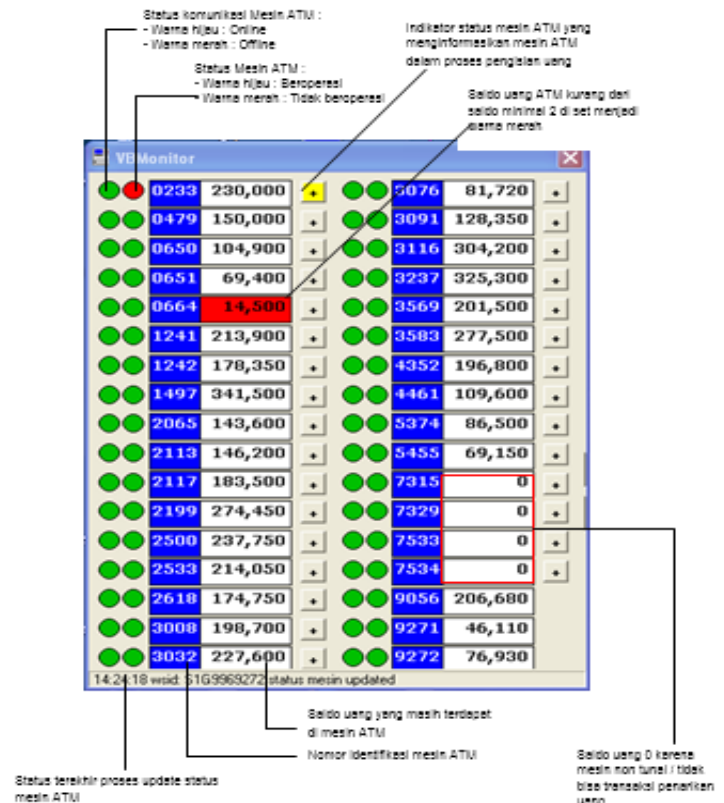 Status komunikasi Mesin ATM :
- Warna hijau : Online
- Warna merah : Offline
Status Mesin ATM :
- Warna hijau : Beroperasi
- Warna merah : Tidak beroperasi
Indikator status mesin ATM yang
menginformasikan mesin ATM
dalam proses pengisian uang
Saldo uang ATM kurang dari
saldo minimal 2 di set menjadi
warna merah
VBMonitor
0233 230,000 + 5076 81,720 +
0479 150,000 + 3091 128,350 +
0650 104,900 + 3116 304,200 +
0651 69,400 + 3237 325,300 +
0664 14,500 + 3569 201,500 +
1241 213,900 + 3583 277,500 +
1242 178,350 + 4352 196,800 +
1497 341,500 + 4461 109,600 +
2065 143,600 + 5374 86,500 +
2113 146,200 + 5455 69,150 +
2117 183,500 + 7315 0 +
2199 274,450 + 7329 0 +
2500 237,750 + 7533 0 +
2533 214,050 + 7534 0 +
2618 174,750 + 9056 206,680
3008 198,700 + 9271 46,110
3032 227,600 + 9272 76,930
14:24:18 wsid: S1G9969272 status mesin updated
Saldo uang yang masih terdapat
di mesin ATM
Nomor identifikasi mesin ATM
Status terakhir proses update status
mesin ATM
Saldo uang 0 karena
mesin non tunai / tidak
bisa transaksi penarikan
uang